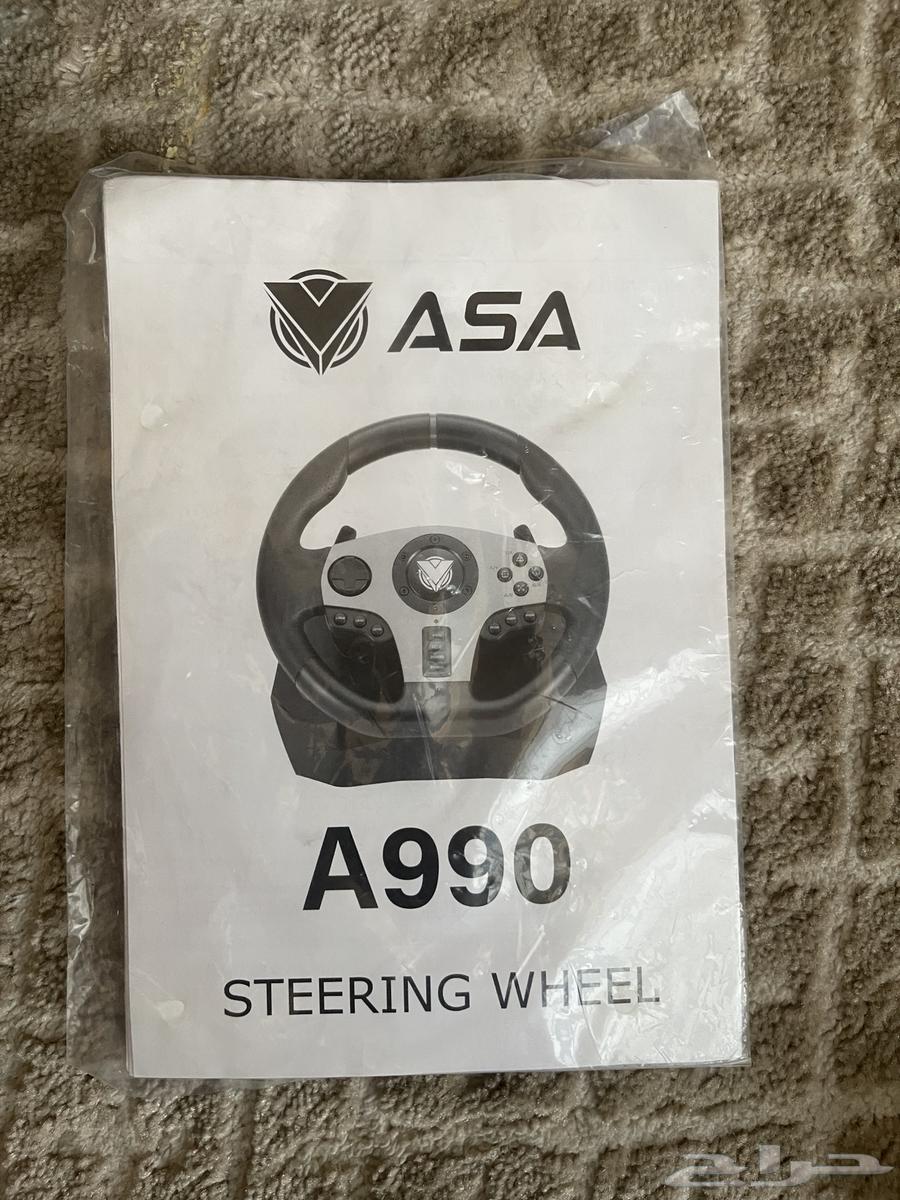 ASA
A990
STEERING WHEEL
حراج